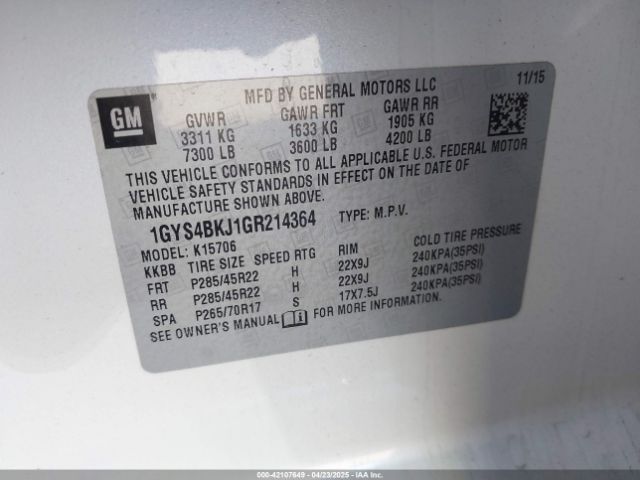 MFD BY GENERAL MOTORS LLC 11/15
GM
GVWR GAWR FRT GAWR RR
3311 KG 1633 KG 1905 KG
7300 LB 3600 LB 4200 LB
THIS VEHICLE CONFORMS TO ALL APPLICABLE U.S. FEDERAL MOTOR
VEHICLE SAFETY STANDARDS IN EFFECT ON THE DATE OF
MANUFACTURE SHOWN ABOVE.
1GYS4BKJ1GR214364 TYPE: M.P.V.
MODEL: K15706
KKBB TIRE SIZE SPEED RTG RIM COLD TIRE PRESSURE
FRT P285/45R22 H 22X9J 240KPA(35PSI)
RR P285/45R22 H 22X9J 240KPA(35PSI)
SPA P265/70R17 S 17X7.5J 240KPA(35PSI)
SEE OWNER'S MANUAL FOR MORE INFORMATION.
000-42107649 04/23/2025 IAA Inc.